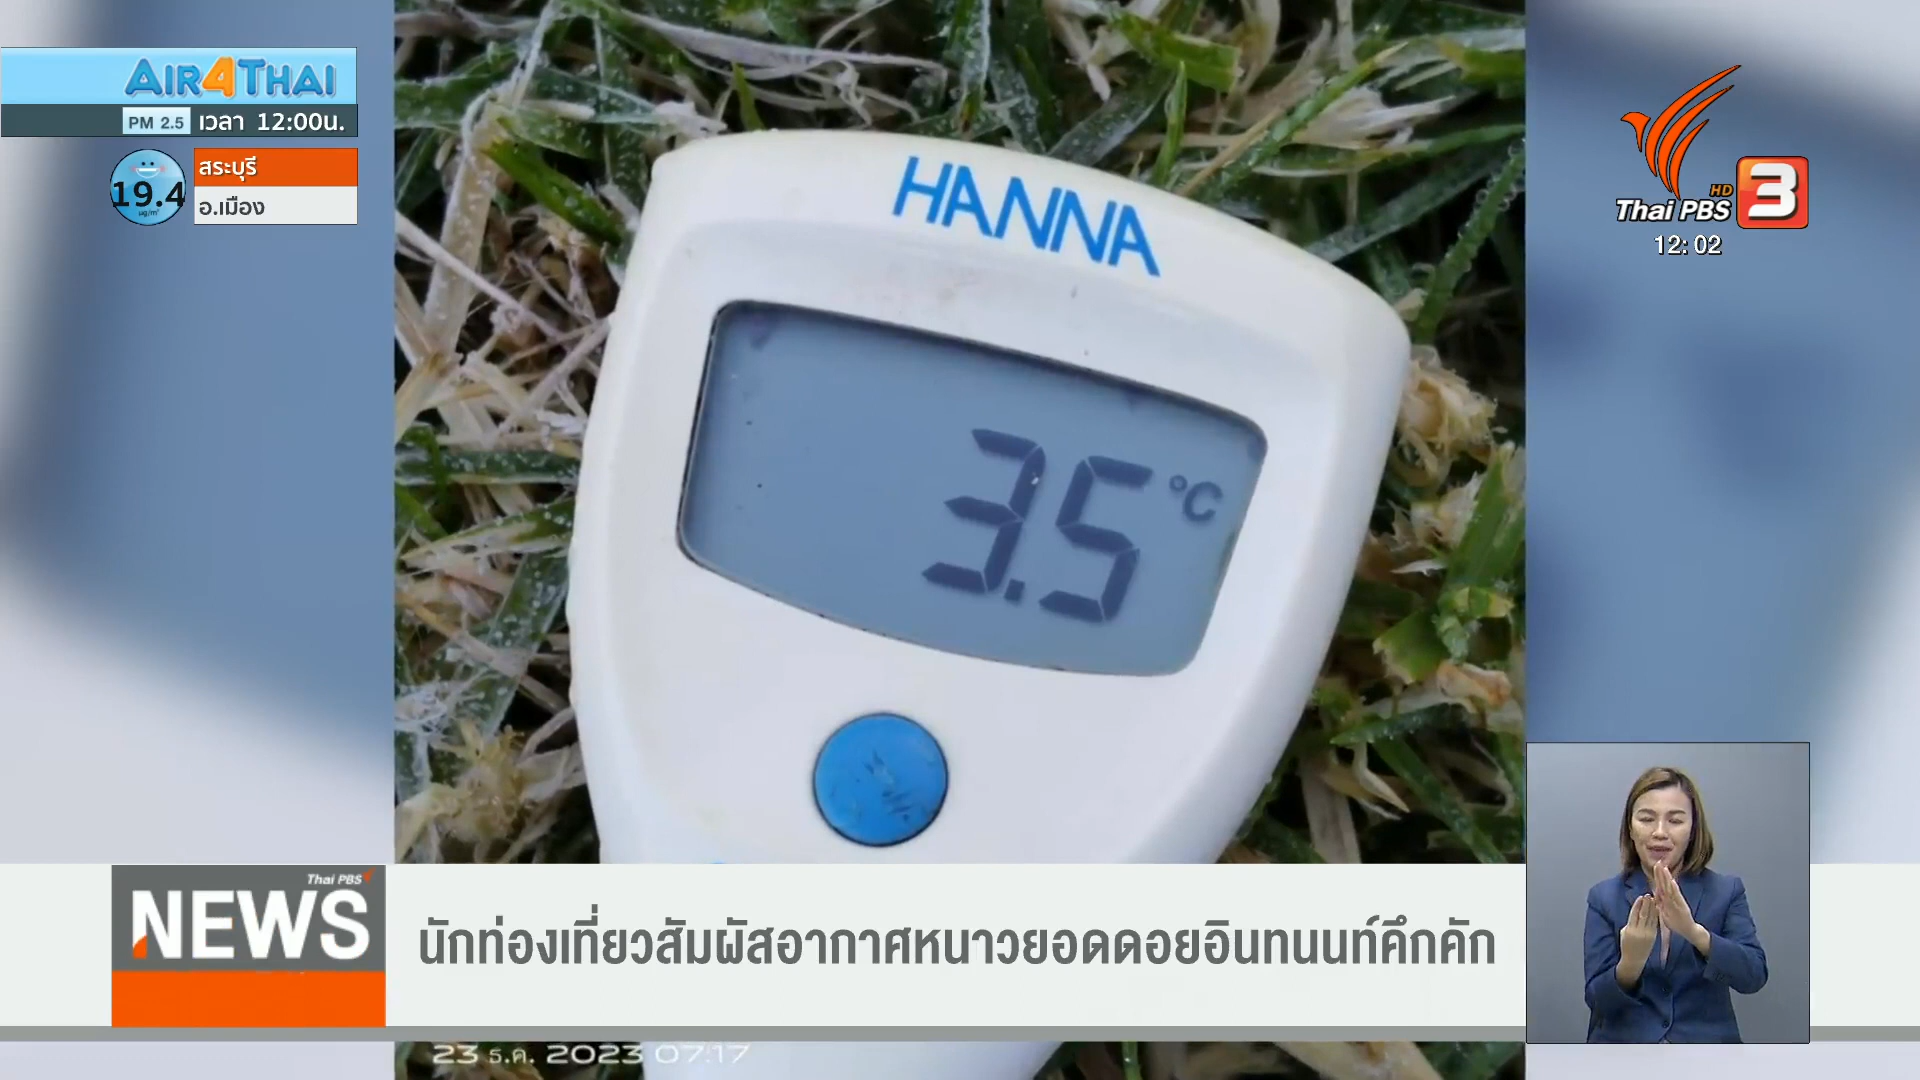 AIR4THAI
PM 2.5 เวลา 12:00น.
19.4
µg/m³
สระบุรี
อ.เมือง
HANNA
3.5 °C
HD
Thai PBS 3
12:02
Thai PBS
NEWS
นักท่องเที่ยวสัมผัสอากาศหนาวยอดดอยอินทนนท์คึกคัก
23 ธ.ค. 2023 07:17